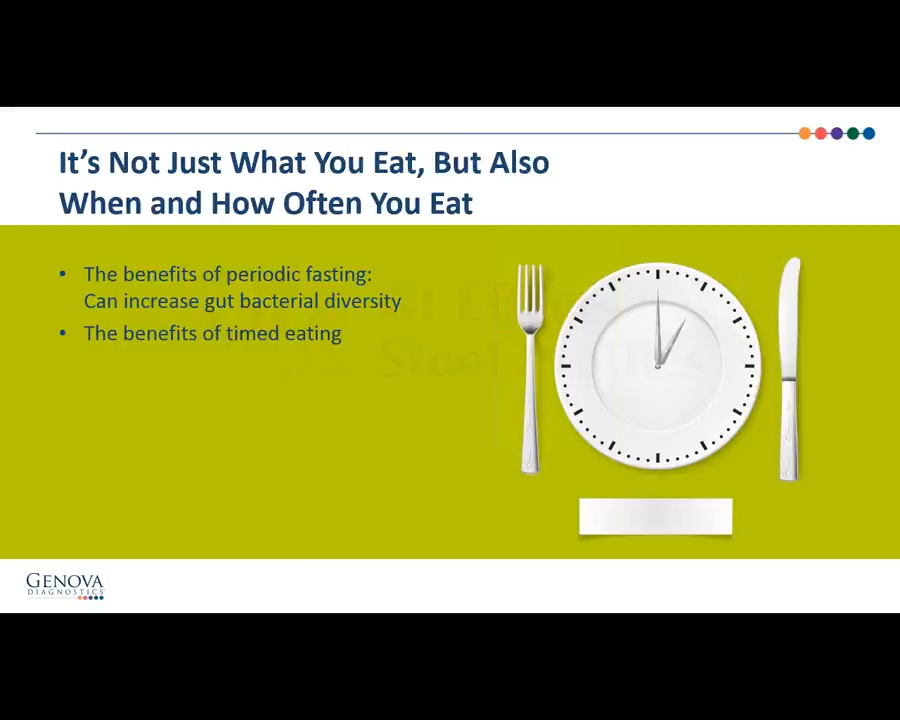 It's Not Just What You Eat, But Also
When and How Often You Eat
• The benefits of periodic fasting:
Can increase gut bacterial diversity
• The benefits of timed eating
GENOVA
DIAGNOSTICS